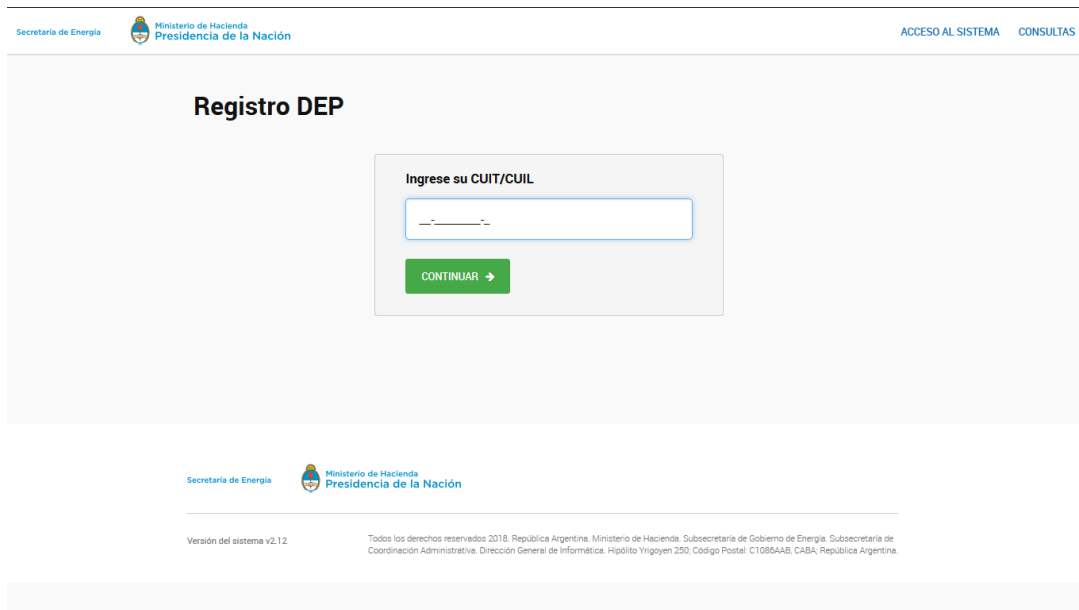 Secretaría de Energía
Ministerio de Hacienda
Presidencia de la Nación
ACCESO AL SISTEMA
CONSULTAS
Registro DEP
Ingrese su CUIT/CUIL
__-________-_
CONTINUAR →
Secretaría de Energía
Ministerio de Hacienda
Presidencia de la Nación
Versión del sistema v2.12
Todos los derechos reservados 2018. República Argentina. Ministerio de Hacienda. Subsecretaría de Gobierno de Energía. Subsecretaría de
Coordinación Administrativa. Dirección General de Informática. Hipólito Yrigoyen 250; Código Postal: C1086AAB, CABA; República Argentina.